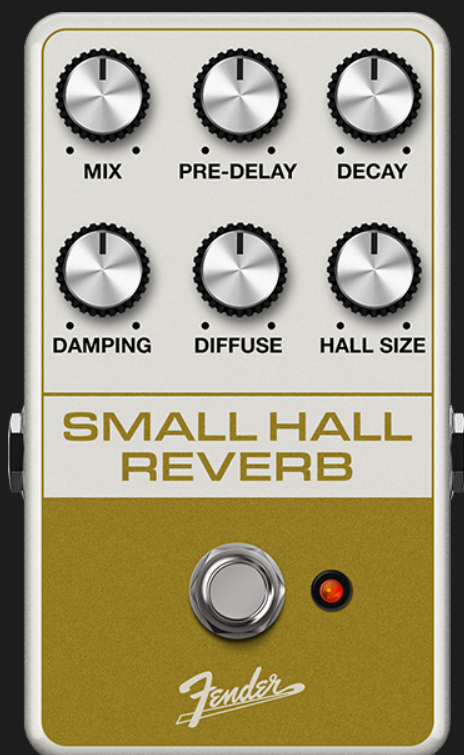 MIX PRE-DELAY DECAY
DAMPING DIFFUSE HALL SIZE
SMALL HALL
REVERB
Fender